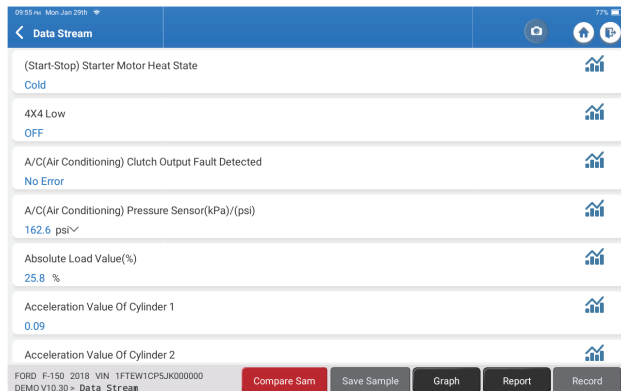 09:55 PM Mon Jan 29th 77%
Data Stream
(Start-Stop) Starter Motor Heat State
Cold
4X4 Low
OFF
A/C(Air Conditioning) Clutch Output Fault Detected
No Error
A/C(Air Conditioning) Pressure Sensor(kPa)/(psi)
162.6 psi
Absolute Load Value(%)
25.8 %
Acceleration Value Of Cylinder 1
0.09
Acceleration Value Of Cylinder 2
FORD F-150 2018 VIN 1FTEW1CP5JK000000
DEMO V10.30 > Data Stream
Compare Sam Save Sample Graph Report Record